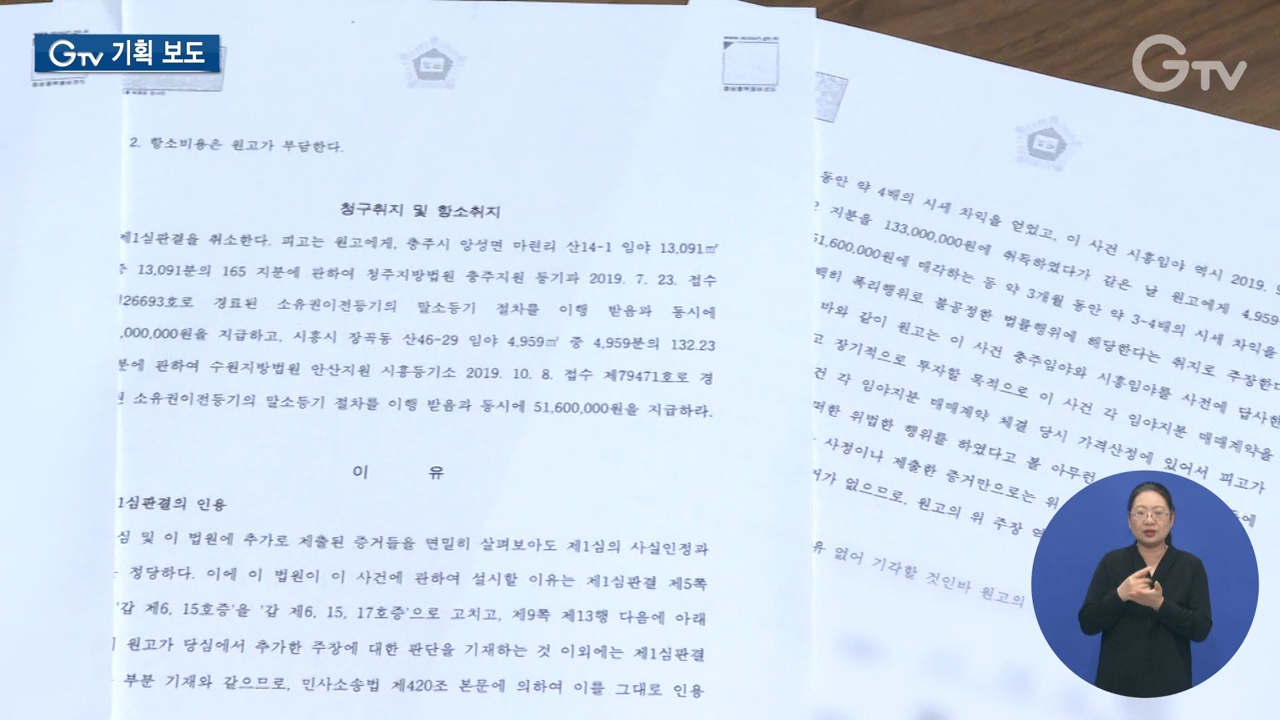 GTV 기획 보도
GTV
2. 항소비용은 원고가 부담한다.
청구취지 및 항소취지
제1심판결을 취소한다. 피고는 원고에게, 충주시 앙성면 마련리 산14-1 임야 13,091㎡
13,091분의 165 지분에 관하여 청주지방법원 충주지원 등기과 2019. 7. 23. 접수
26693호로 경료된 소유권이전등기의 말소등기 절차를 이행 받음과 동시에
,000,000원을 지급하고, 시흥시 장곡동 산46-29 임야 4,959㎡ 중 4,959분의 132.23
분에 관하여 수원지방법원 안산지원 시흥등기소 2019. 10. 8. 접수 제79471호로 경
소유권이전등기의 말소등기 절차를 이행 받음과 동시에 51,600,000원을 지급하라.
이 유
1심판결의 인용
심 및 이 법원에 추가로 제출된 증거들을 면밀히 살펴보아도 제1심의 사실인정과
정당하다. 이에 이 법원이 이 사건에 관하여 설시할 이유는 제1심판결 제5쪽
'갑 제6, 15호증'을 '갑 제6, 15, 17호증'으로 고치고, 제9쪽 제13행 다음에 아래
원고가 당심에서 추가한 주장에 대한 판단을 기재하는 것 이외에는 제1심판결
부분 기재와 같으므로, 민사소송법 제420조 본문에 의하여 이를 그대로 인용
동안 약 4배의 시세 차익을 얻었고, 이 사건 시흥임야 역시 2019. 9
지분을 133,000,000원에 취득하였다가 같은 날 원고에게 4,959
51,600,000원에 매각하는 동 약 3개월 동안 약 3-4배의 시세 차익을
백히 폭리행위로 불공정한 법률행위에 해당한다는 취지로 주장한다
바와 같이 원고는 이 사건 충주임야와 시흥임야를 사전에 답사한
고 장기적으로 투자할 목적으로 이 사건 각 임야지분 매매계약을
건 각 임야지분 매매계약 체결 당시 가격산정에 있어서 피고가
떠한 위법한 행위를 하였다고 볼 아무런
사정이나 제출한 증거만으로는 위
거가 없으므로, 원고의 위 주장 역
유 없어 기각할 것인바 원고의